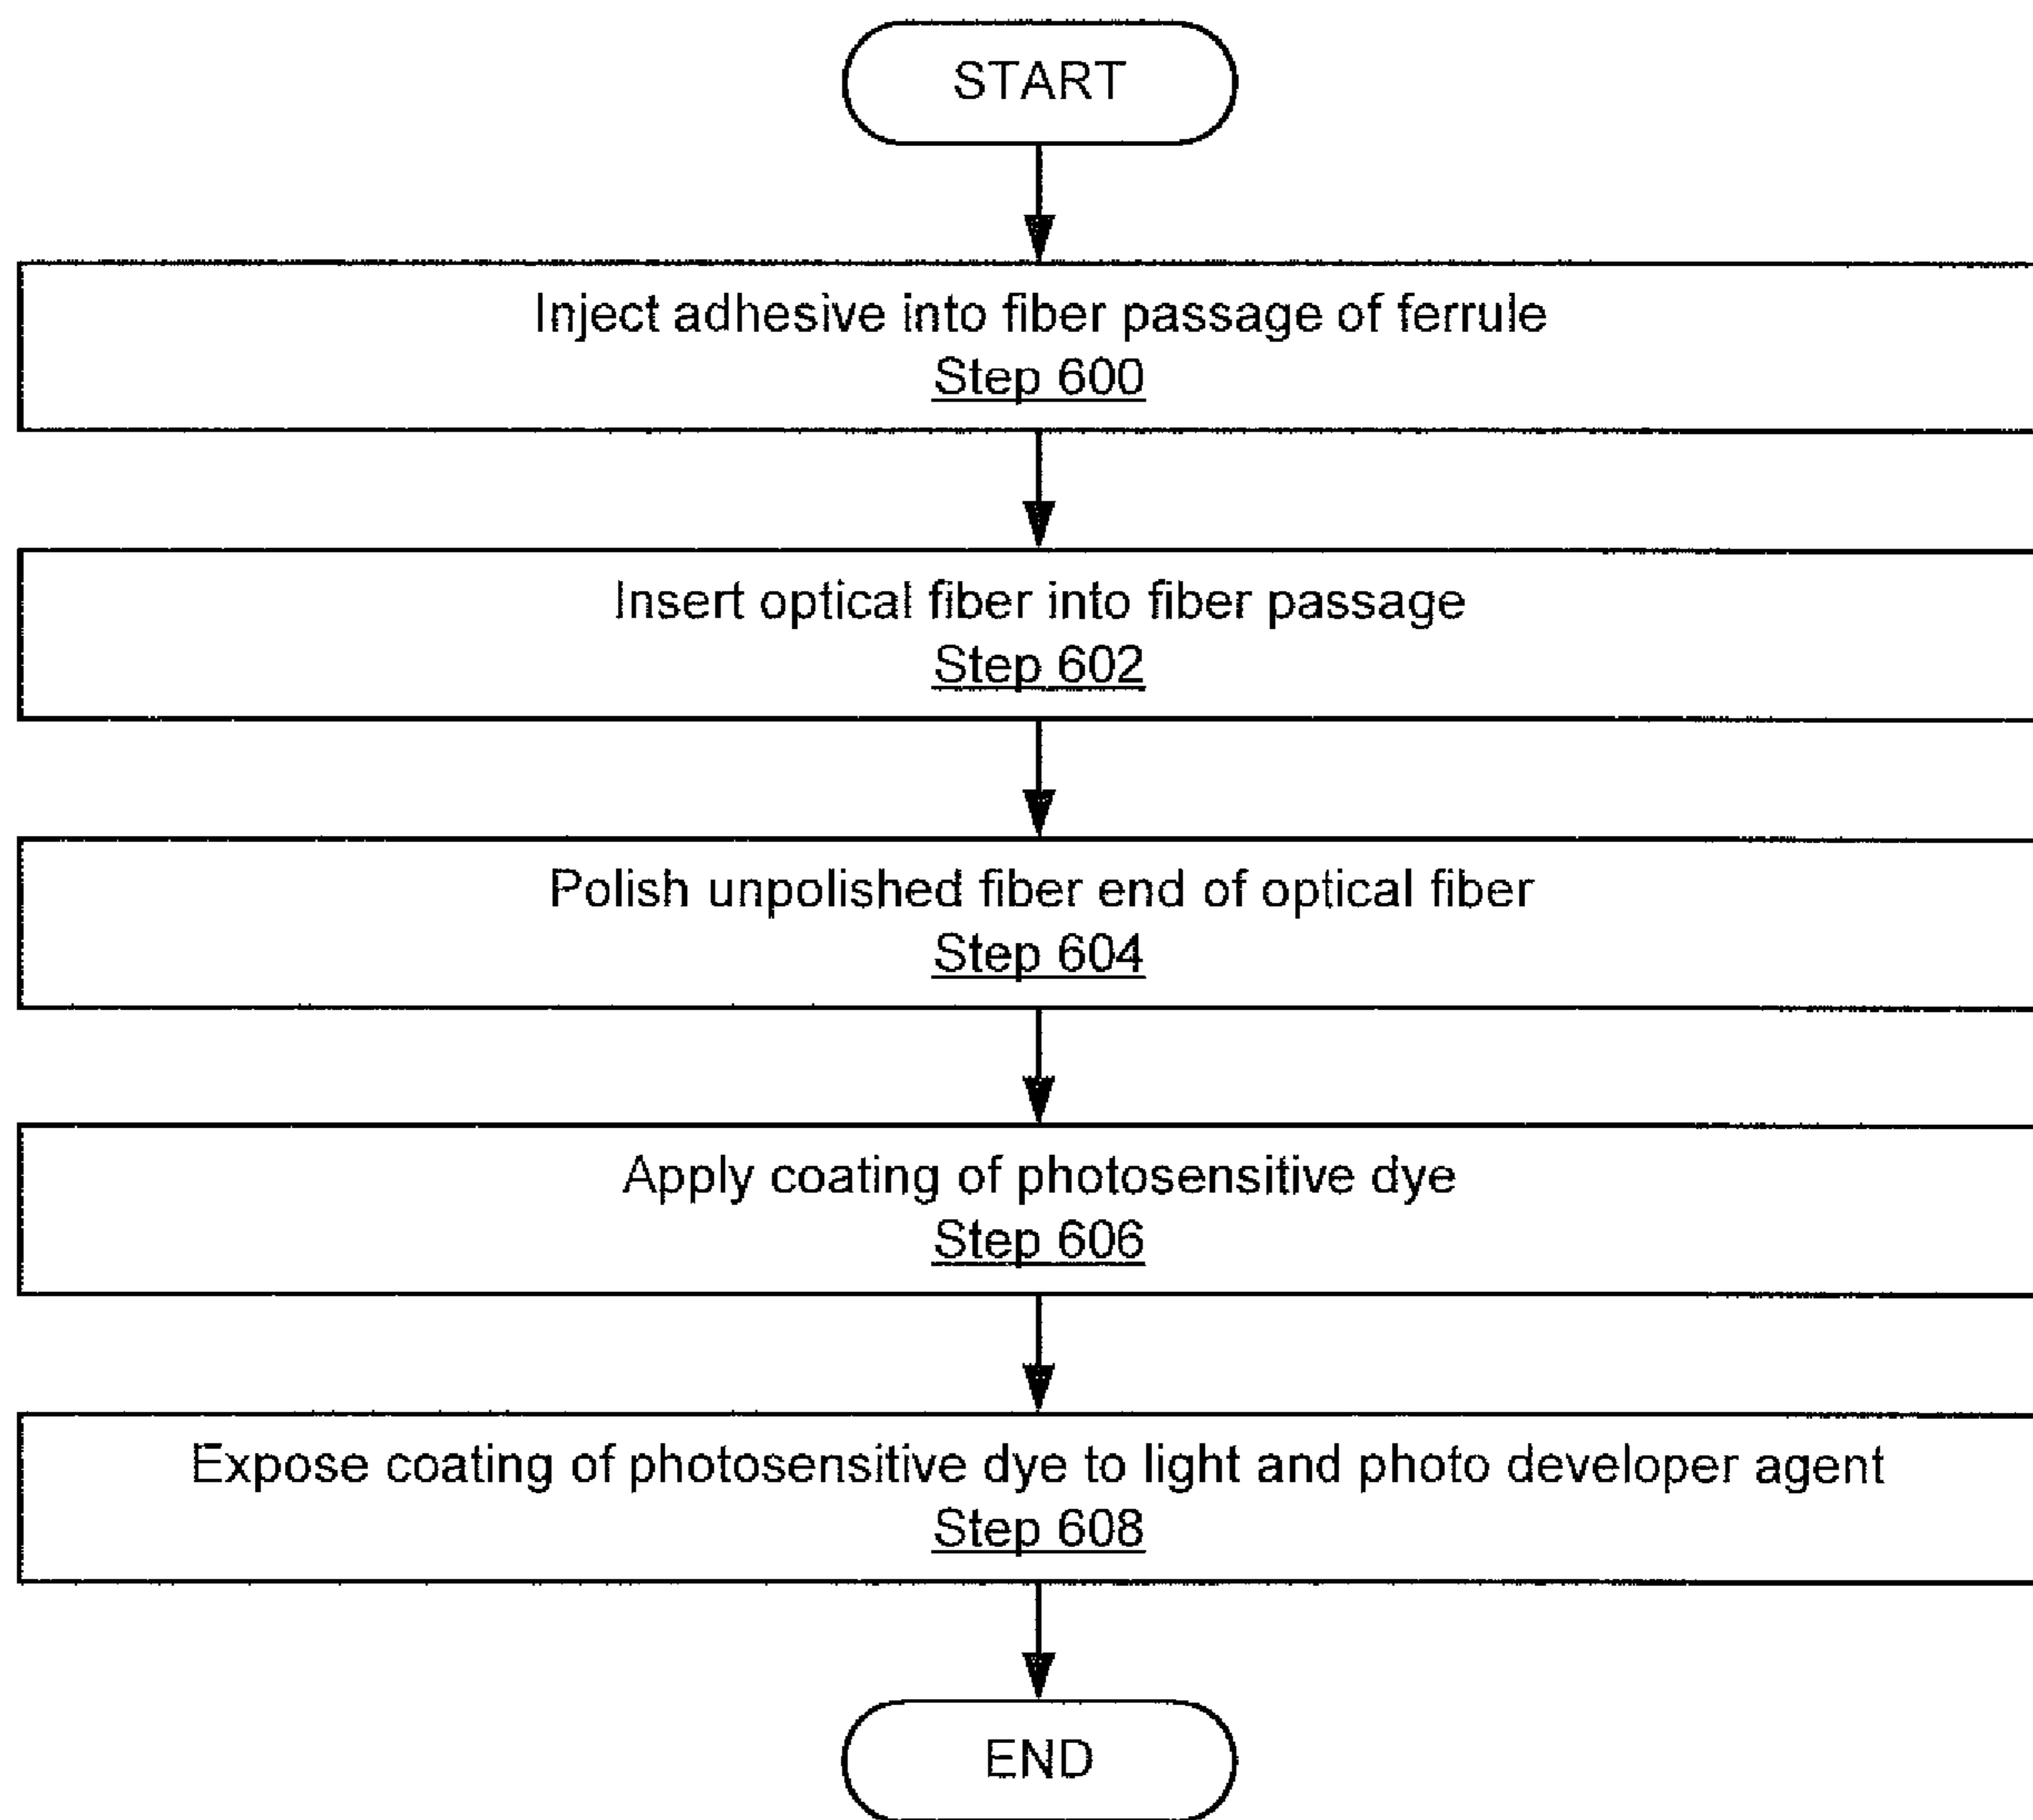 START
Inject adhesive into fiber passage of ferrule
Step 600
Insert optical fiber into fiber passage
Step 602
Polish unpolished fiber end of optical fiber
Step 604
Apply coating of photosensitive dye
Step 606
Expose coating of photosensitive dye to light and photo developer agent
Step 608
END